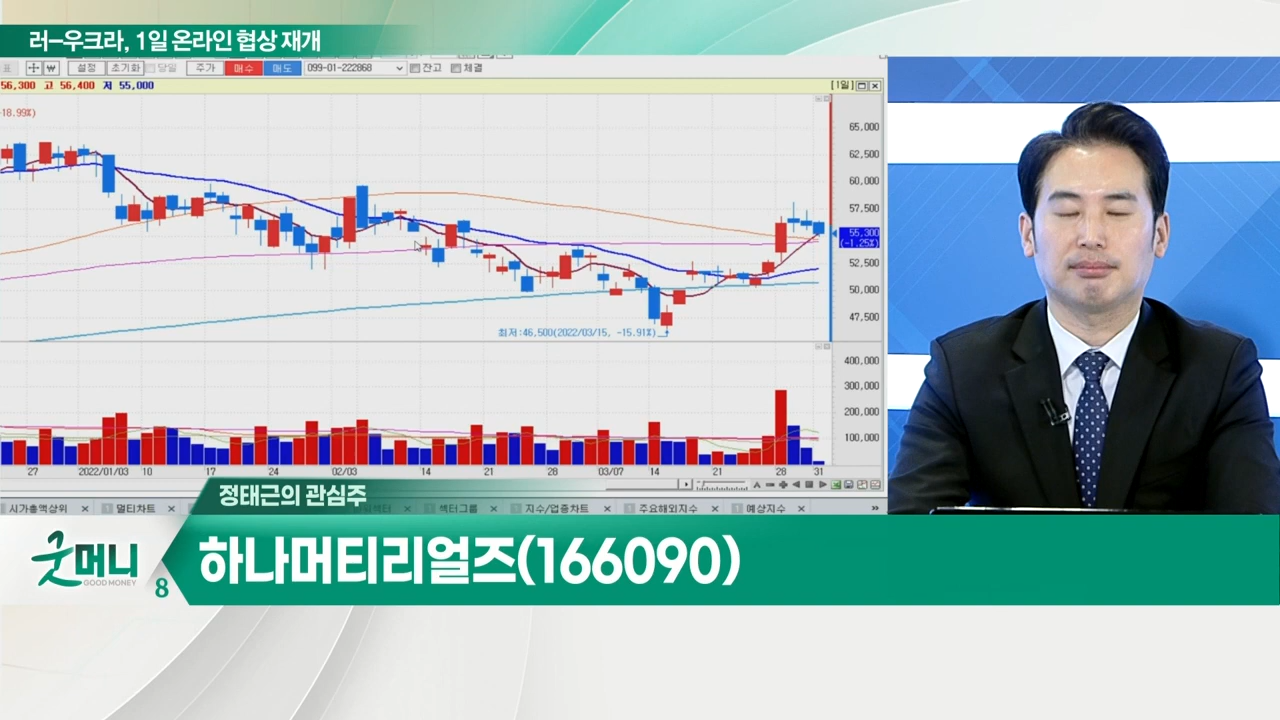 러-우크라, 1일 온라인 협상 재개
설정 초기화 당일 주가 매수 매도 099-01-222868 잔고 체결
56,300 고 56,400 저 55,000 [1일]
18.99%)
65,000
62,500
60,000
57,500
55,300
(-1.25%)
52,500
50,000
47,500
최저:46,500(2022/03/15, -15.91%)
400,000
300,000
200,000
100,000
27 2022/01/03 10 17 24 02/03 14 21 28 03/07 14 21 28 31
시가총액상위 멀티차트 섹터그룹 지수/업종차트 주요해외지수 예상지수
정태근의 관심주
굿머니
GOOD MONEY
8
하나머티리얼즈(166090)